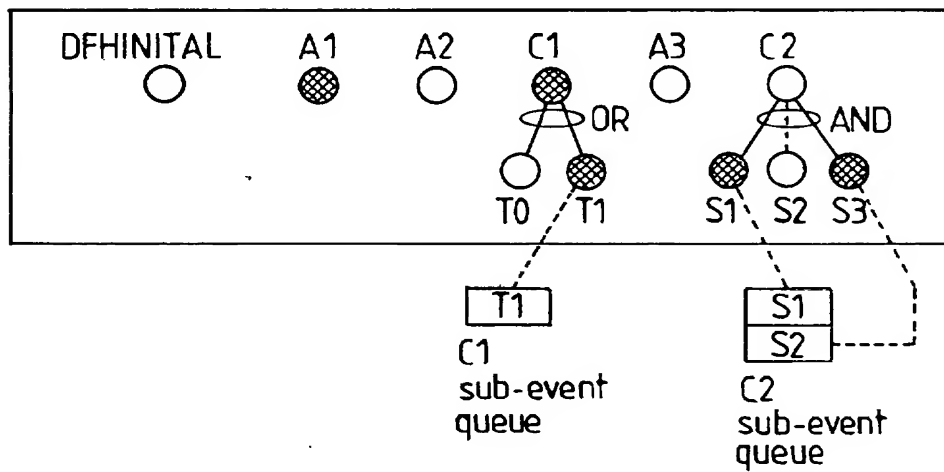 DFHINITAL A1 A2 C1 A3 C2
OR AND
T0 T1 S1 S2 S3
T1 S1
S2
C1
sub-event
queue
C2
sub-event
queue